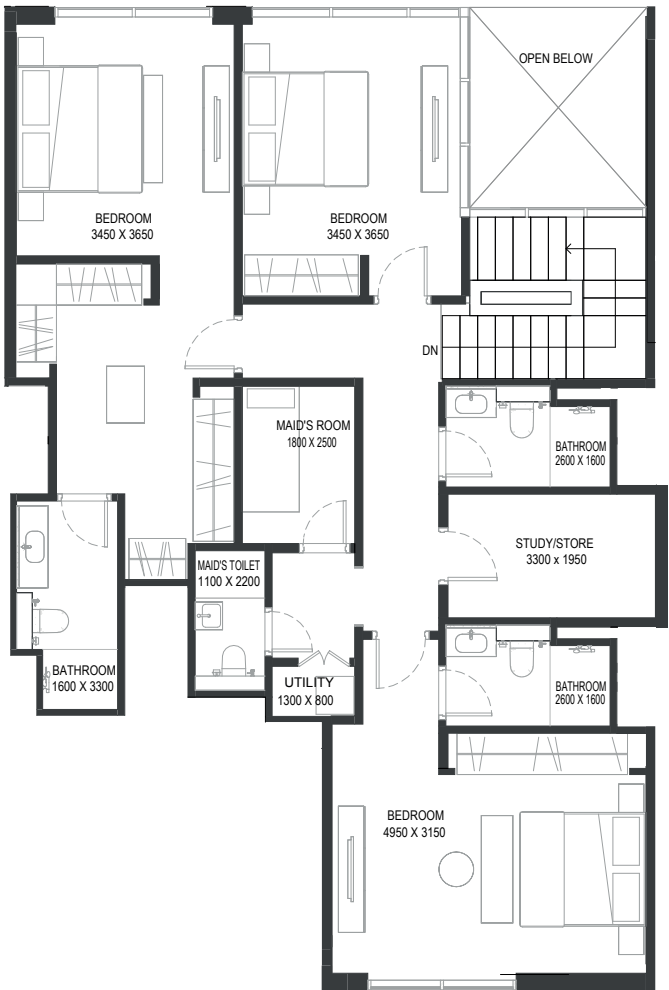 OPEN BELOW
BEDROOM
3450 X 3650
BEDROOM
3450 X 3650
DN
MAID'S ROOM
1800 X 2500
BATHROOM
2600 X 1600
STUDY/STORE
3300 x 1950
MAID'S TOILET
1100 X 2200
BATHROOM
1600 X 3300
UTILITY
1300 X 800
BATHROOM
2600 X 1600
BEDROOM
4950 X 3150